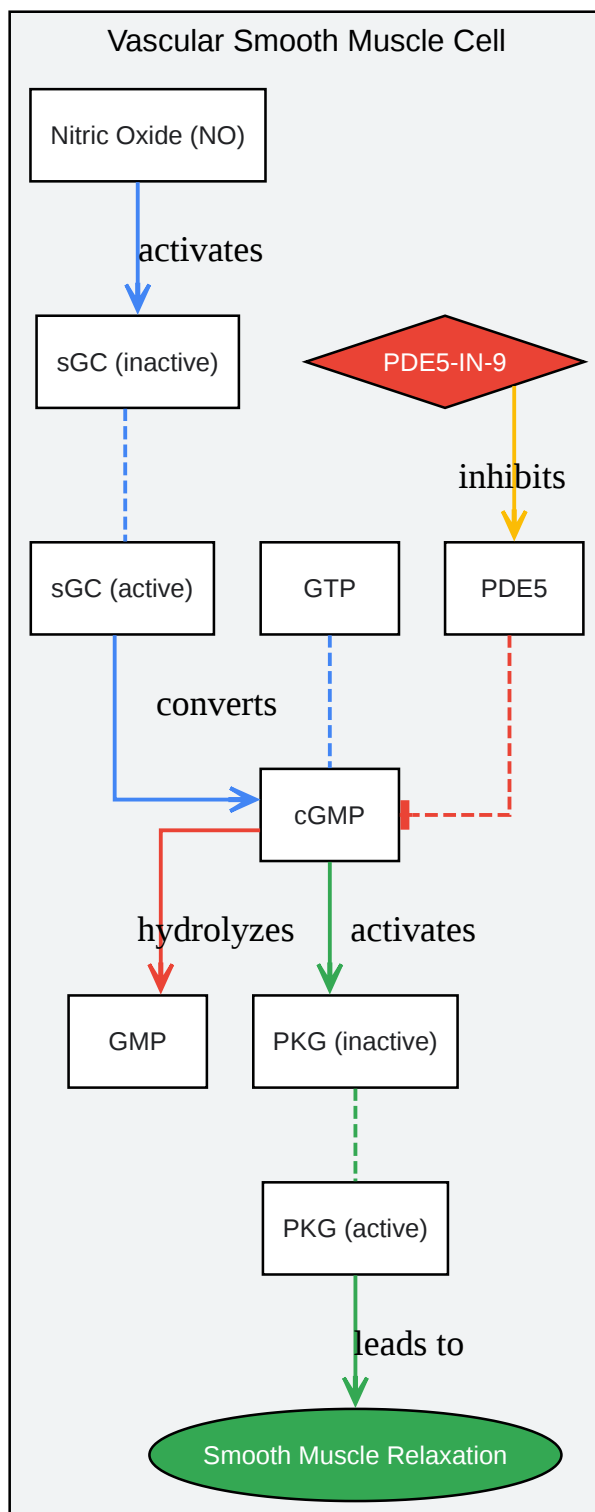 Vascular Smooth Muscle Cell
Nitric Oxide (NO)
activates
sGC (inactive)
PDE5-IN-9
inhibits
sGC (active)
GTP
PDE5
converts
cGMP
hydrolyzes
activates
GMP
PKG (inactive)
PKG (active)
leads to
Smooth Muscle Relaxation